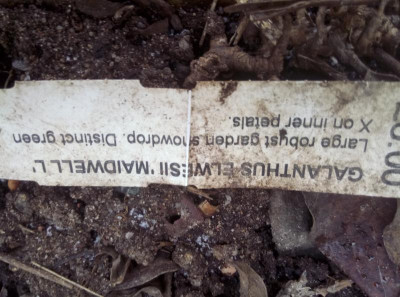 GALANTHUS ELWESII 'MAIDWELL L'
Large robust garden snowdrop. Distinct green
X on inner petals.